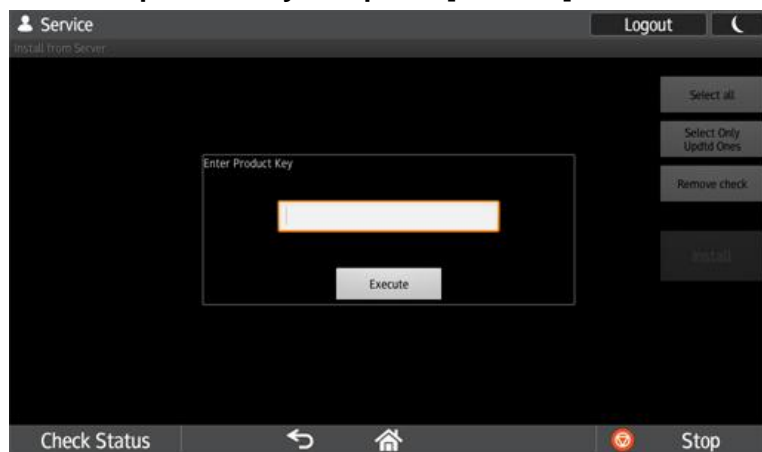 Service
Logout
Install from Server
Select all
Select Only
Updtd Ones
Enter Product Key
Remove check
Install
Execute
Check Status
Stop